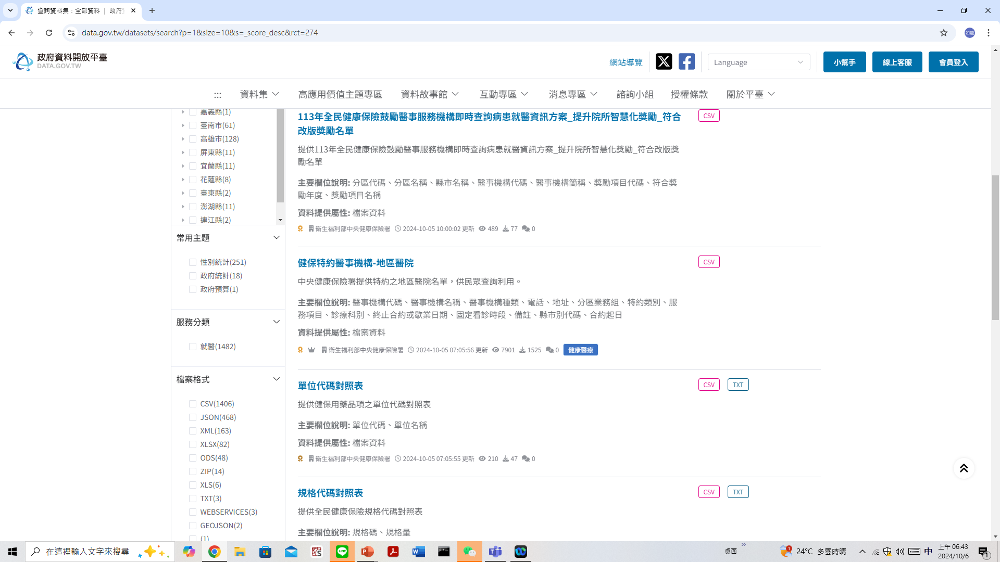 查詢資料集：全部資料 ｜ 政府
data.gov.tw/datasets/search?p=1&size=10&s=_score_desc&rct=274
如龍
政府資料開放平臺
DATA.GOV.TW
網站導覽
Language
小幫手
線上客服
會員登入
:::
資料集
高應用價值主題專區
資料故事館
互動專區
消息專區
諮詢小組
授權條款
關於平臺
嘉義縣(1)
臺南市(61)
高雄市(128)
屏東縣(11)
宜蘭縣(11)
花蓮縣(8)
臺東縣(2)
澎湖縣(11)
連江縣(2)
常用主題
性別統計(251)
政府統計(18)
政府預算(1)
服務分類
就醫(1482)
檔案格式
CSV(1406)
JSON(468)
XML(163)
XLSX(82)
ODS(48)
ZIP(14)
XLS(6)
TXT(3)
WEBSERVICES(3)
GEOJSON(2)
(1)
113年全民健康保險鼓勵醫事服務機構即時查詢病患就醫資訊方案_提升院所智慧化獎勵_符合
改版獎勵名單
CSV
提供113年全民健康保險鼓勵醫事服務機構即時查詢病患就醫資訊方案_提升院所智慧化獎勵_符合改版獎
勵名單
主要欄位說明: 分區代碼、分區名稱、縣市名稱、醫事機構代碼、醫事機構簡稱、獎勵項目代碼、符合獎
勵年度、獎勵項目名稱
資料提供屬性: 檔案資料
衛生福利部中央健康保險署 2024-10-05 10:00:02 更新 489 77 0
健保特約醫事機構-地區醫院
CSV
中央健康保險署提供特約之地區醫院名單，供民眾查詢利用。
主要欄位說明: 醫事機構代碼、醫事機構名稱、醫事機構種類、電話、地址、分區業務組、特約類別、服
務項目、診療科別、終止合約或歇業日期、固定看診時段、備註、縣市別代碼、合約起日
資料提供屬性: 檔案資料
衛生福利部中央健康保險署 2024-10-05 07:05:56 更新 7901 1525 0 健康醫療
單位代碼對照表
CSV TXT
提供健保用藥品項之單位代碼對照表
主要欄位說明: 單位代碼、單位名稱
資料提供屬性: 檔案資料
衛生福利部中央健康保險署 2024-10-05 07:05:55 更新 210 47 0
規格代碼對照表
CSV TXT
提供全民健康保險規格代碼對照表
主要欄位說明: 規格碼、規格量
在這裡輸入文字來搜尋
桌面
1
24°C 多雲時晴
中
上午 06:43
2024/10/6
1